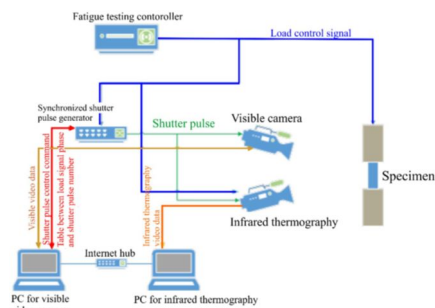 Fatigue testing contoroller
Load control signal
Synchronized shutter
pulse generator
Shutter pulse
Visible camera
Visible video data
Shutter pulse control command
Table between load signal phase
and shutter pulse number
Infrared thermography
video data
Specimen
Infrared thermography
Internet hub
PC for visible
PC for infrared thermography